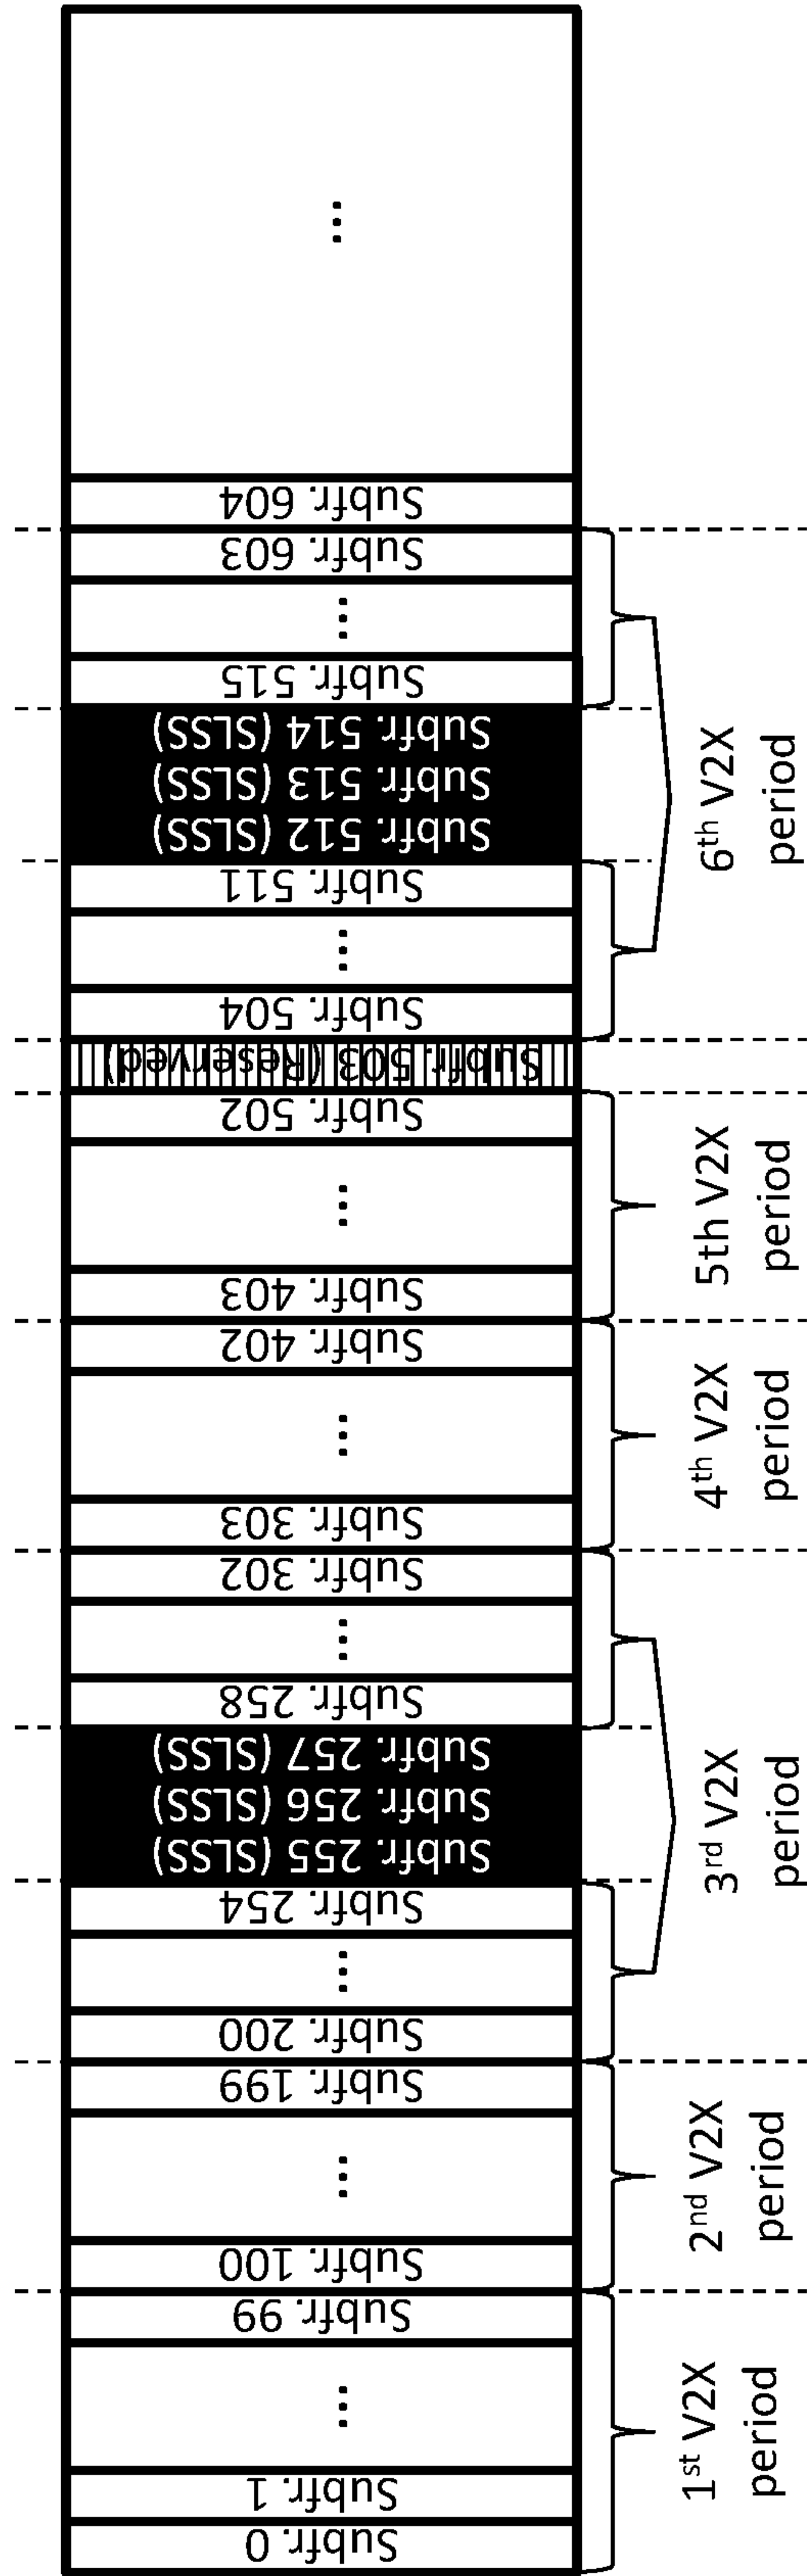 Subfr. 0
Subfr. 1
...
Subfr. 99
Subfr. 100
...
Subfr. 199
Subfr. 200
...
Subfr. 254
Subfr. 255 (SLSS)
Subfr. 256 (SLSS)
Subfr. 257 (SLSS)
Subfr. 258
...
Subfr. 302
Subfr. 303
...
Subfr. 402
Subfr. 403
...
Subfr. 502
Subfr. 503 (Reserved)
Subfr. 504
...
Subfr. 511
Subfr. 512 (SLSS)
Subfr. 513 (SLSS)
Subfr. 514 (SLSS)
Subfr. 515
...
Subfr. 603
Subfr. 604
...
1st V2X
period
2nd V2X
period
3rd V2X
period
4th V2X
period
5th V2X
period
6th V2X
period